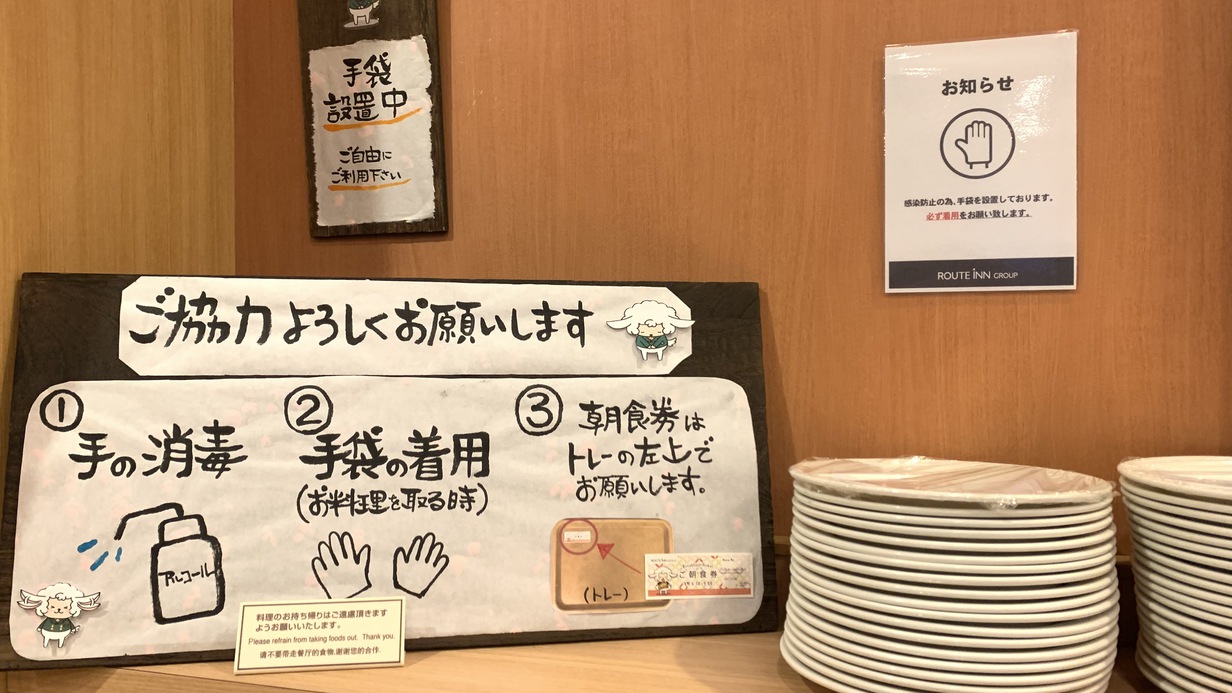 手袋
設置中
ご自由に
ご利用下さい
お知らせ
感染防止の為、手袋を設置しております。
必ず着用をお願い致します。
ROUTE INN GROUP
ご協力よろしくお願いします
①
手の消毒
アルコール
②
手袋の着用
(お料理を取る時)
③
朝食券は
トレーの左上で
お願いします。
(トレー)
ご朝食券
料理のお持ち帰りはご遠慮頂きます
ようお願いいたします。
Please refrain from taking foods out. Thank you.
请不要带走餐厅的食物,谢谢您的合作.